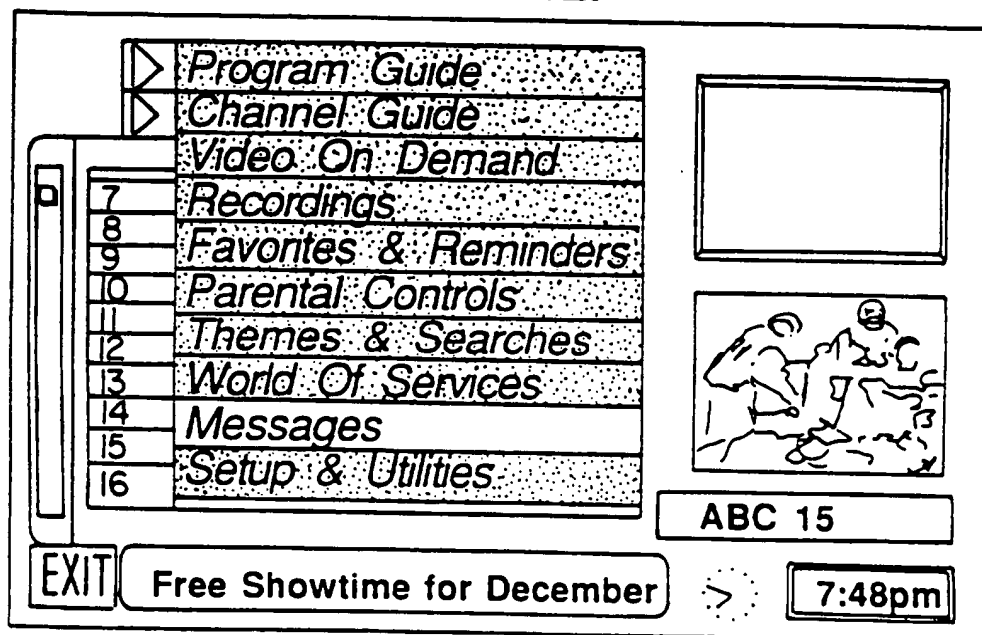 Program Guide
Channel Guide
Video On Demand
7 Recordings
8
9 Favorites & Reminders
10 Parental Controls
11
12 Themes & Searches
13 World Of Services
14 Messages
15
16 Setup & Utilities
ABC 15
EXIT Free Showtime for December 7:48pm